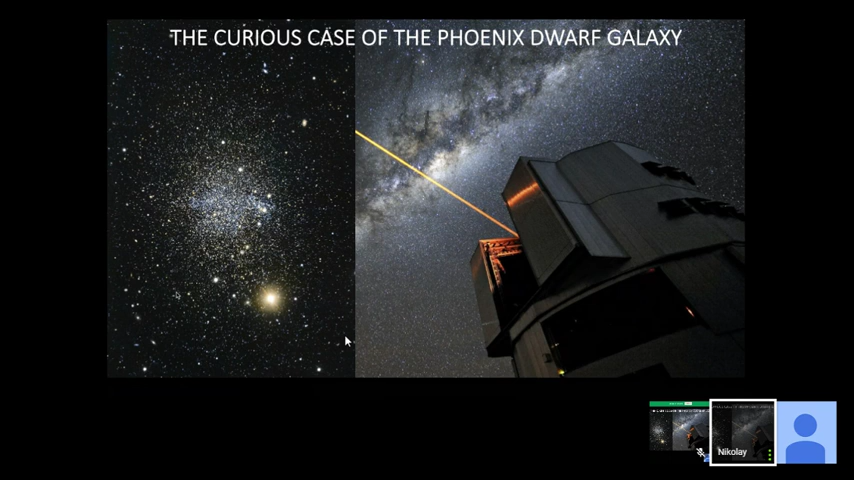 THE CURIOUS CASE OF THE PHOENIX DWARF GALAXY
Nikolay